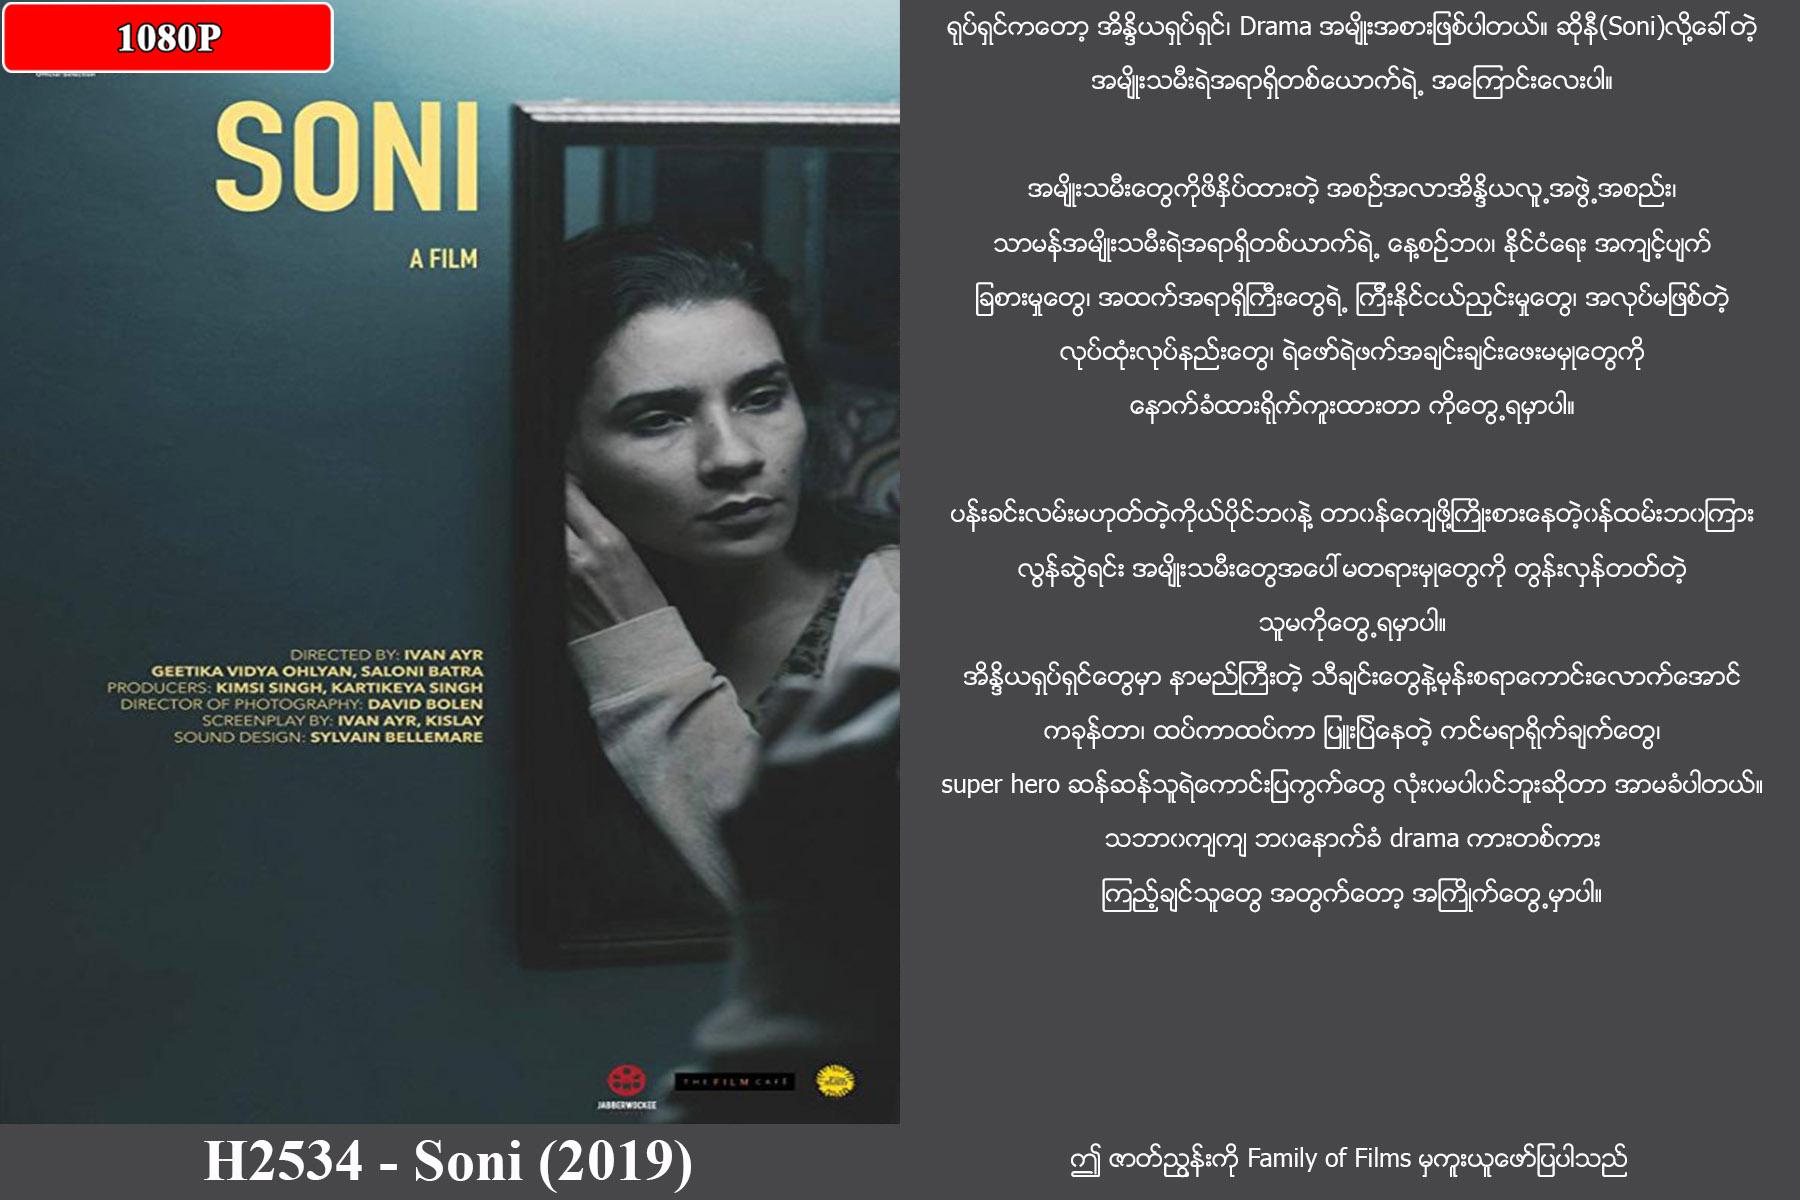 1080P
Official Selection
SONI
A FILM
DIRECTED BY: IVAN AYR
GEETIKA VIDYA OHLYAN, SALONI BATRA
PRODUCERS: KIMSI SINGH, KARTIKEYA SINGH
DIRECTOR OF PHOTOGRAPHY: DAVID BOLEN
SCREENPLAY BY: IVAN AYR, KISLAY
SOUND DESIGN: SYLVAIN BELLEMARE
JABBERWOCKEE
THE FILM CAFÉ
H2534 - Soni (2019)
ရုပ်ရှင်ကတော့ အိန္ဒိယရှုပ်ရှင်၊ Drama အမျိုးအစားဖြစ်ပါတယ်။ ဆိုနီ(Soni)လို့ခေါ်တဲ့
အမျိုးသမီးရဲအရာရှိတစ်ယောက်ရဲ့ အကြောင်းလေးပါ။
အမျိုးသမီးတွေကိုဖိနှိပ်ထားတဲ့ အစဉ်အလာအိန္ဒိယလူ့အဖွဲ့အစည်း၊
သာမန်အမျိုးသမီးရဲအရာရှိတစ်ယာက်ရဲ့ နေ့စဉ်ဘဝ၊ နိုင်ငံရေး အကျင့်ပျက်
ခြစားမှုတွေ၊ အထက်အရာရှိကြီးတွေရဲ့ ကြီးနိုင်ငယ်ညှင်းမှုတွေ၊ အလုပ်မဖြစ်တဲ့
လုပ်ထုံးလုပ်နည်းတွေ၊ ရဲဖော်ရဲဖက်အချင်းချင်းဖေးမမှုတွေကို
နောက်ခံထားရိုက်ကူးထားတာ ကိုတွေ့ရမှာပါ။
ပန်းခင်းလမ်းမဟုတ်တဲ့ကိုယ်ပိုင်ဘဝနဲ့ တာဝန်ကျေဖို့ကြိုးစားနေတဲ့ဝန်ထမ်းဘဝကြား
လွန်ဆွဲရင်း အမျိုးသမီးတွေအပေါ်မတရားမှုတွေကို တွန်းလှန်တတ်တဲ့
သူမကိုတွေ့ရမှာပါ။
အိန္ဒိယရှုပ်ရှင်တွေမှာ နာမည်ကြီးတဲ့ သီချင်းတွေနဲ့မုန်းစရာကောင်းလောက်အောင်
ကခုန်တာ၊ ထပ်ကာထပ်ကာ ပြူးပြဲနေတဲ့ ကင်မရာရိုက်ချက်တွေ၊
super hero ဆန်ဆန်သူရဲကောင်းပြကွက်တွေ လုံးဝမပါဝင်ဘူးဆိုတာ အာမခံပါတယ်။
သဘာဝကျကျ ဘဝနောက်ခံ drama ကားတစ်ကား
ကြည့်ချင်သူတွေ အတွက်တော့ အကြိုက်တွေ့မှာပါ။
ဤ ဇာတ်ညွှန်းကို Family of Films မှကူးယူဖော်ပြပါသည်